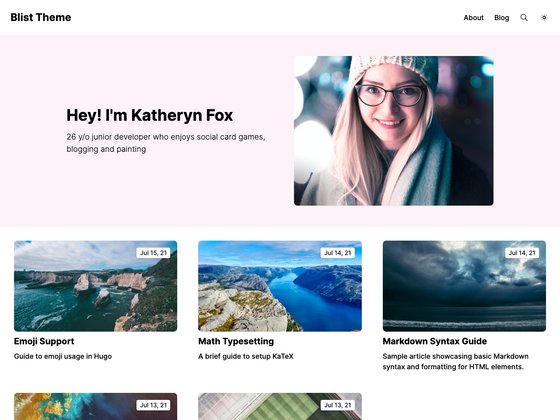 Blist Theme
About Blog
Hey! I'm Katheryn Fox
26 y/o junior developer who enjoys social card games,
blogging and painting
Jul 15, 21
Jul 14, 21
Jul 14, 21
Emoji Support
Math Typesetting
Markdown Syntax Guide
Guide to emoji usage in Hugo
A brief guide to setup KaTeX
Sample article showcasing basic Markdown
syntax and formatting for HTML elements.
Jul 13, 21
Jul 13, 21